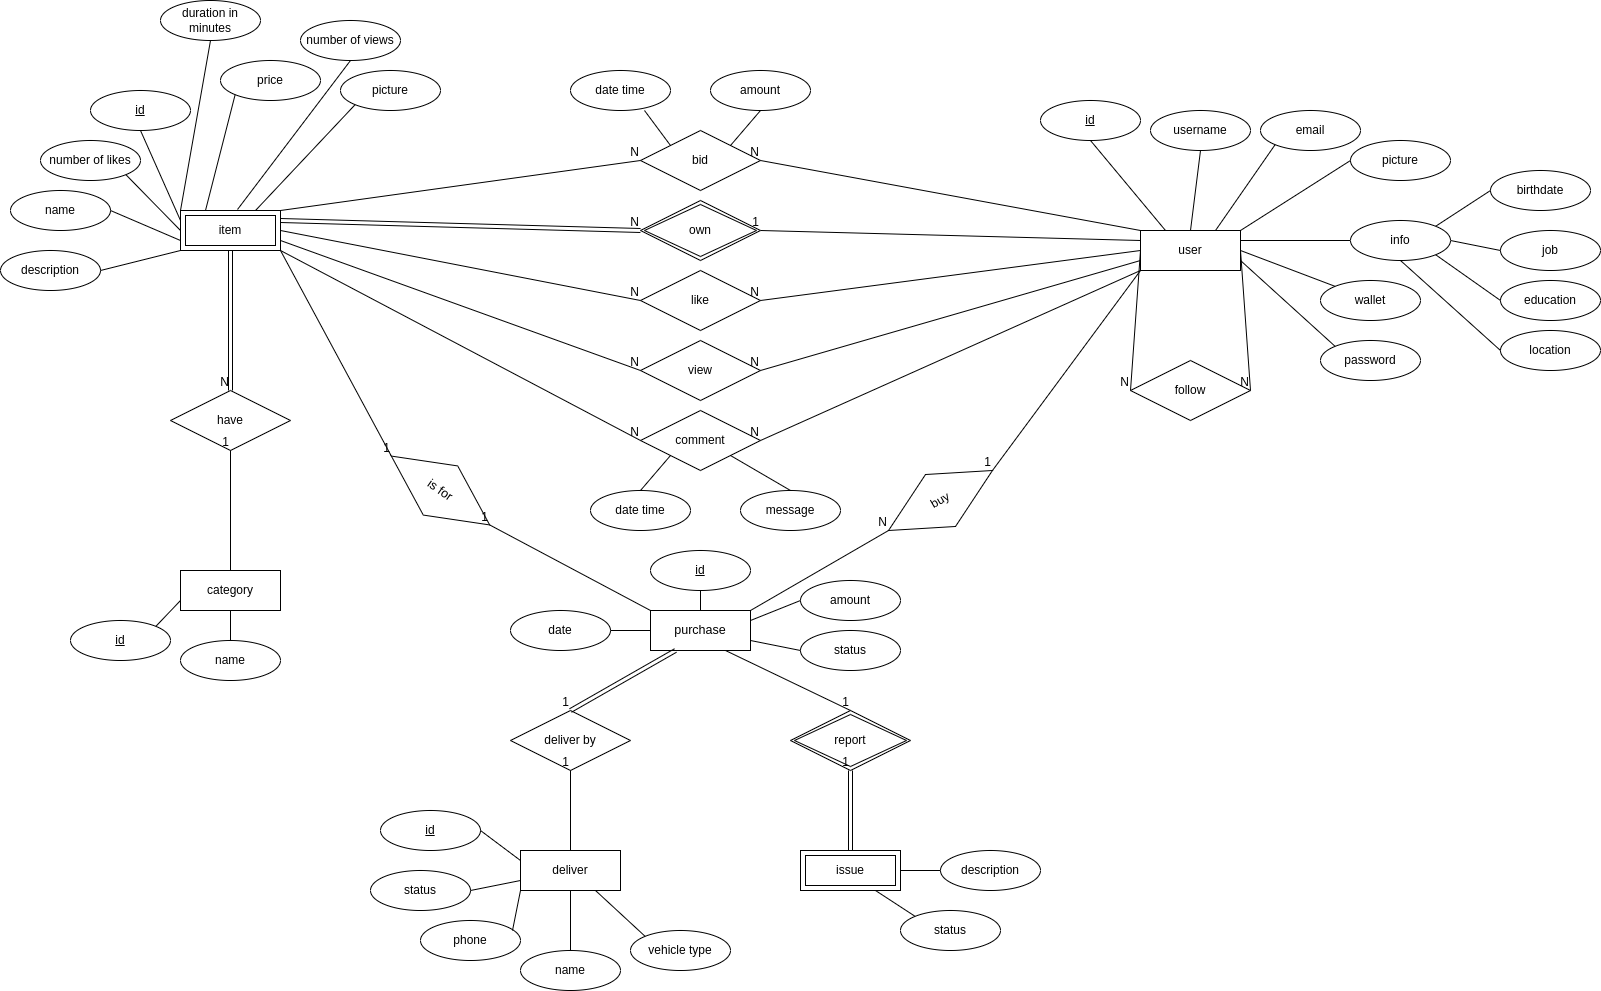 duration in
minutes
number of views
price
picture
id
number of likes
name
description
item
date time
amount
N
bid
N
N
own
1
N
like
N
N
view
N
N
comment
N
date time
message
id
username
email
picture
user
info
birthdate
job
education
location
wallet
password
N
follow
N
N
have
1
category
id
name
1
is for
1
1
buy
N
id
purchase
date
amount
status
1
deliver by
1
1
report
1
id
status
phone
deliver
name
vehicle type
issue
description
status